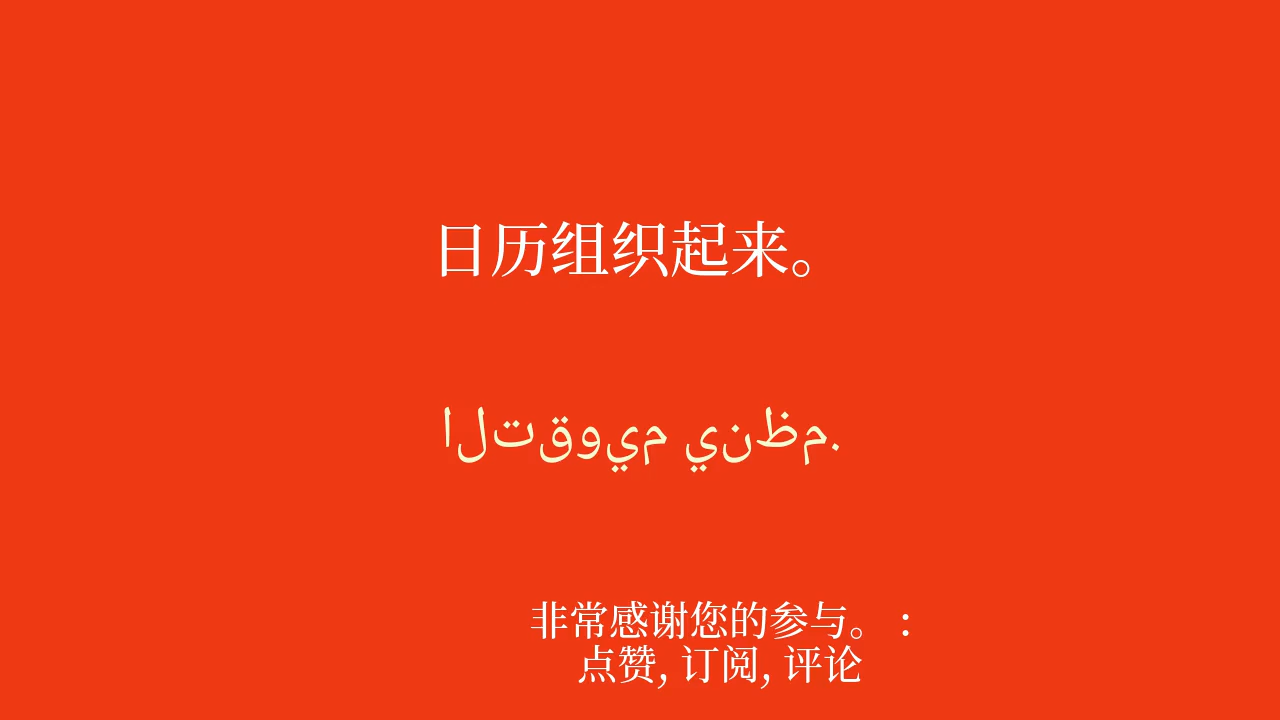 日历组织起来。
التقويم ينظم.
非常感谢您的参与。 :
点赞, 订阅, 评论